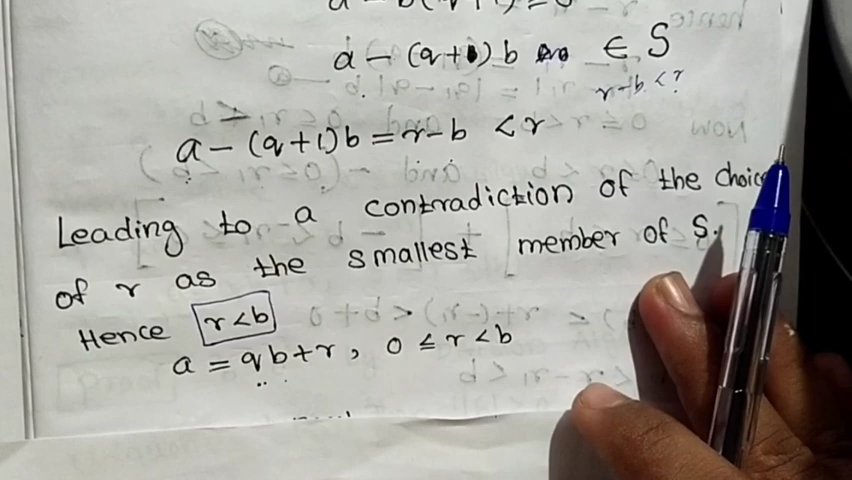 a - (q+1)b ∈ S
r-b < r
a - (q+1)b = r-b < r
Leading to a contradiction of the choice
of r as the smallest member of S.
Hence r<b
a = qb+r, 0 ≤ r < b